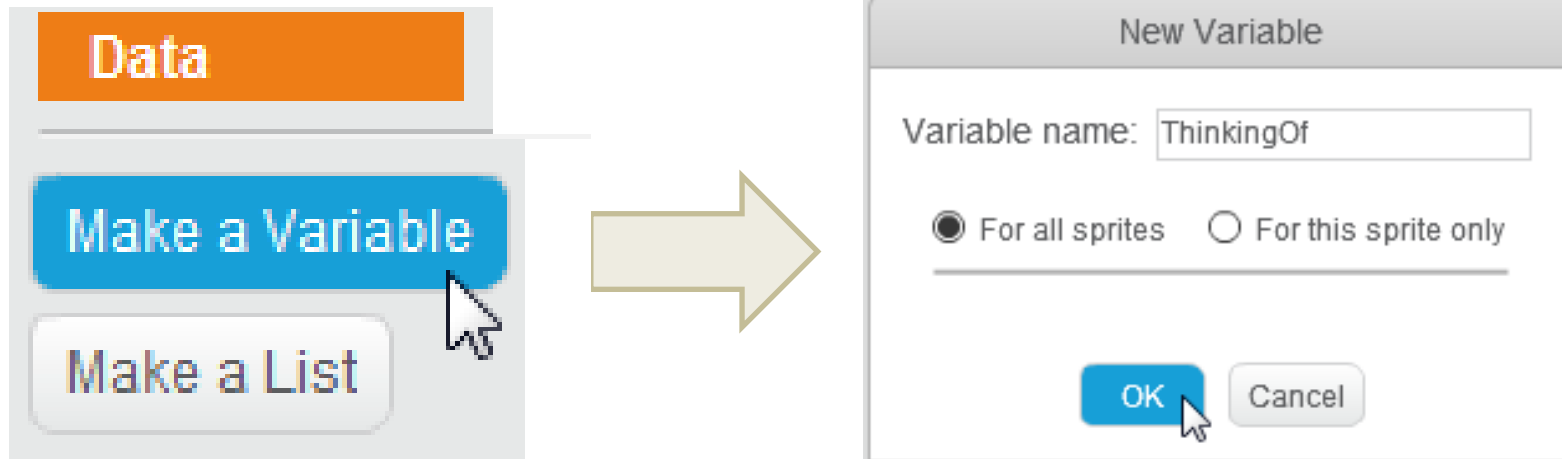 Data
Make a Variable
Make a List
New Variable
Variable name: ThinkingOf
For all sprites For this sprite only
OK Cancel